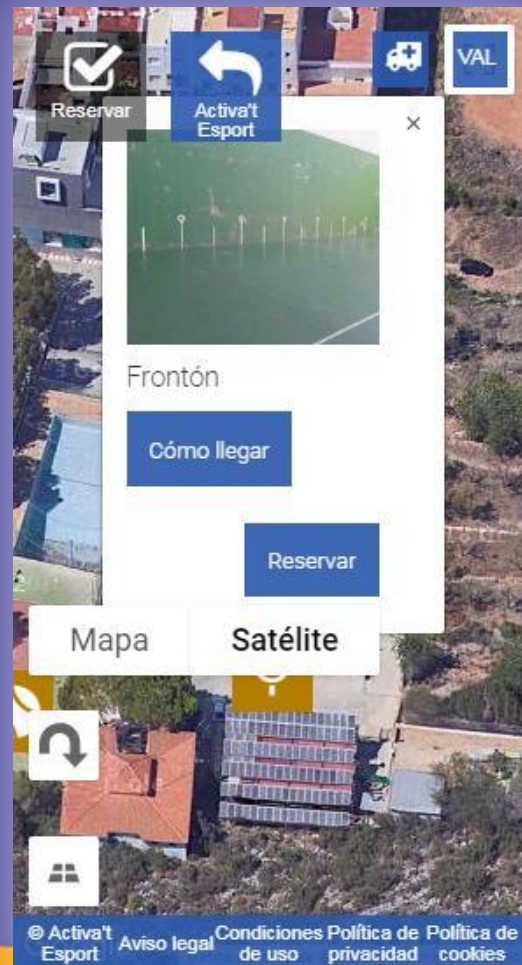 Reservar
Activa't
Esport
VAL
×
Frontón
Cómo llegar
Reservar
Mapa
Satélite
© Activa't
Esport
Aviso legal
Condiciones
de uso
Política de
privacidad
Política de
cookies